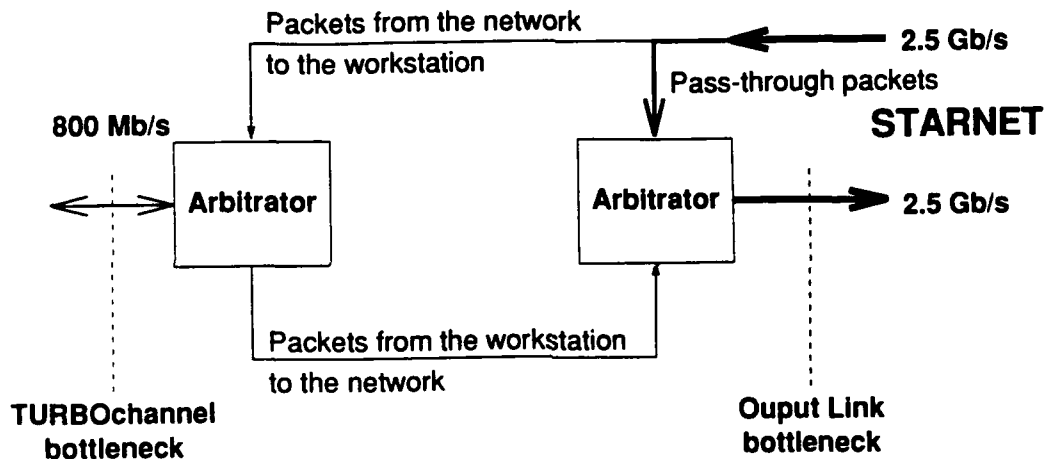 Packets from the network
to the workstation
2.5 Gb/s
Pass-through packets
STARNET
800 Mb/s
Arbitrator
Arbitrator
2.5 Gb/s
Packets from the workstation
to the network
TURBOchannel
bottleneck
Ouput Link
bottleneck